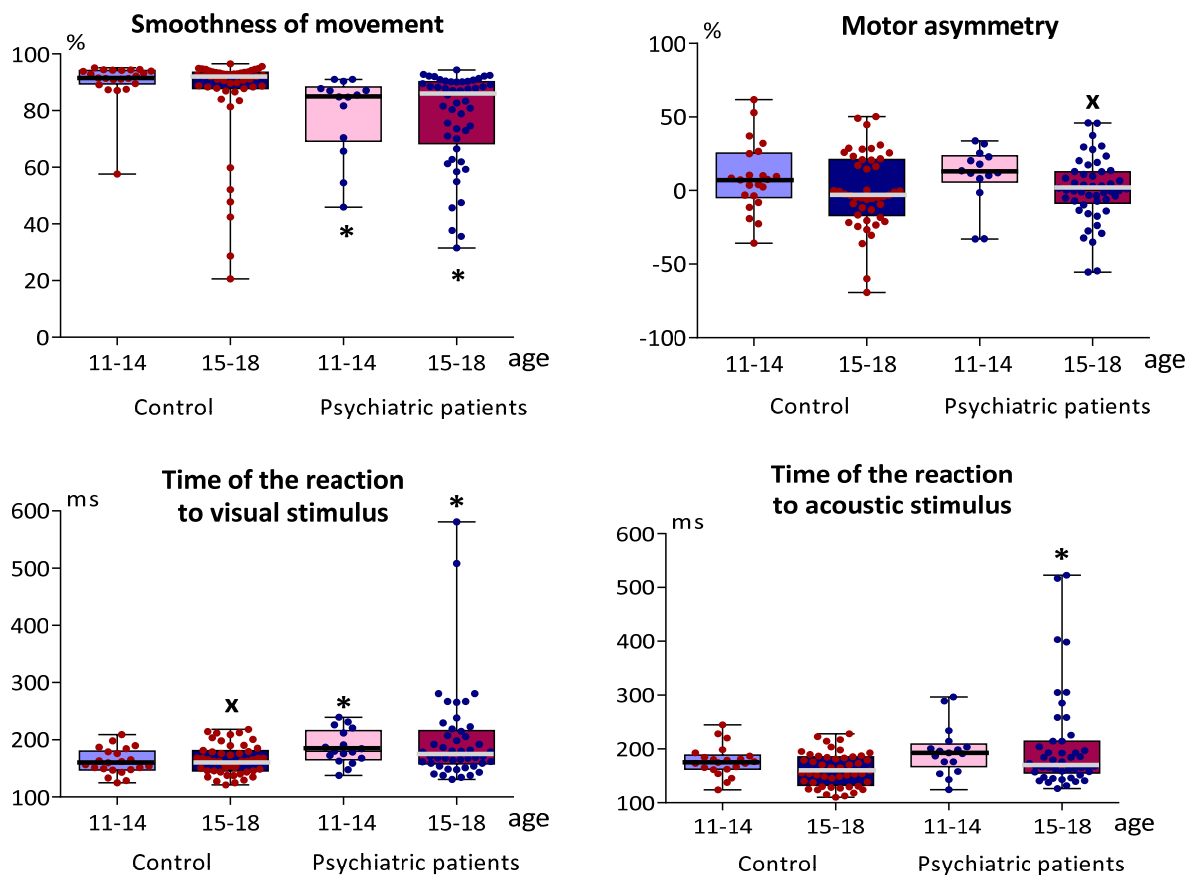 Smoothness of movement
%
100
80
60
40
20
0
11-14 15-18 11-14 15-18 age
Control Psychiatric patients
*
*
Motor asymmetry
%
100
50
0
-50
-100
x
11-14 15-18 11-14 15-18 age
Control Psychiatric patients
Time of the reaction
to visual stimulus
ms
600
500
400
300
200
100
x
*
*
11-14 15-18 11-14 15-18 age
Control Psychiatric patients
Time of the reaction
to acoustic stimulus
ms
600
500
400
300
200
100
*
11-14 15-18 11-14 15-18 age
Control Psychiatric patients